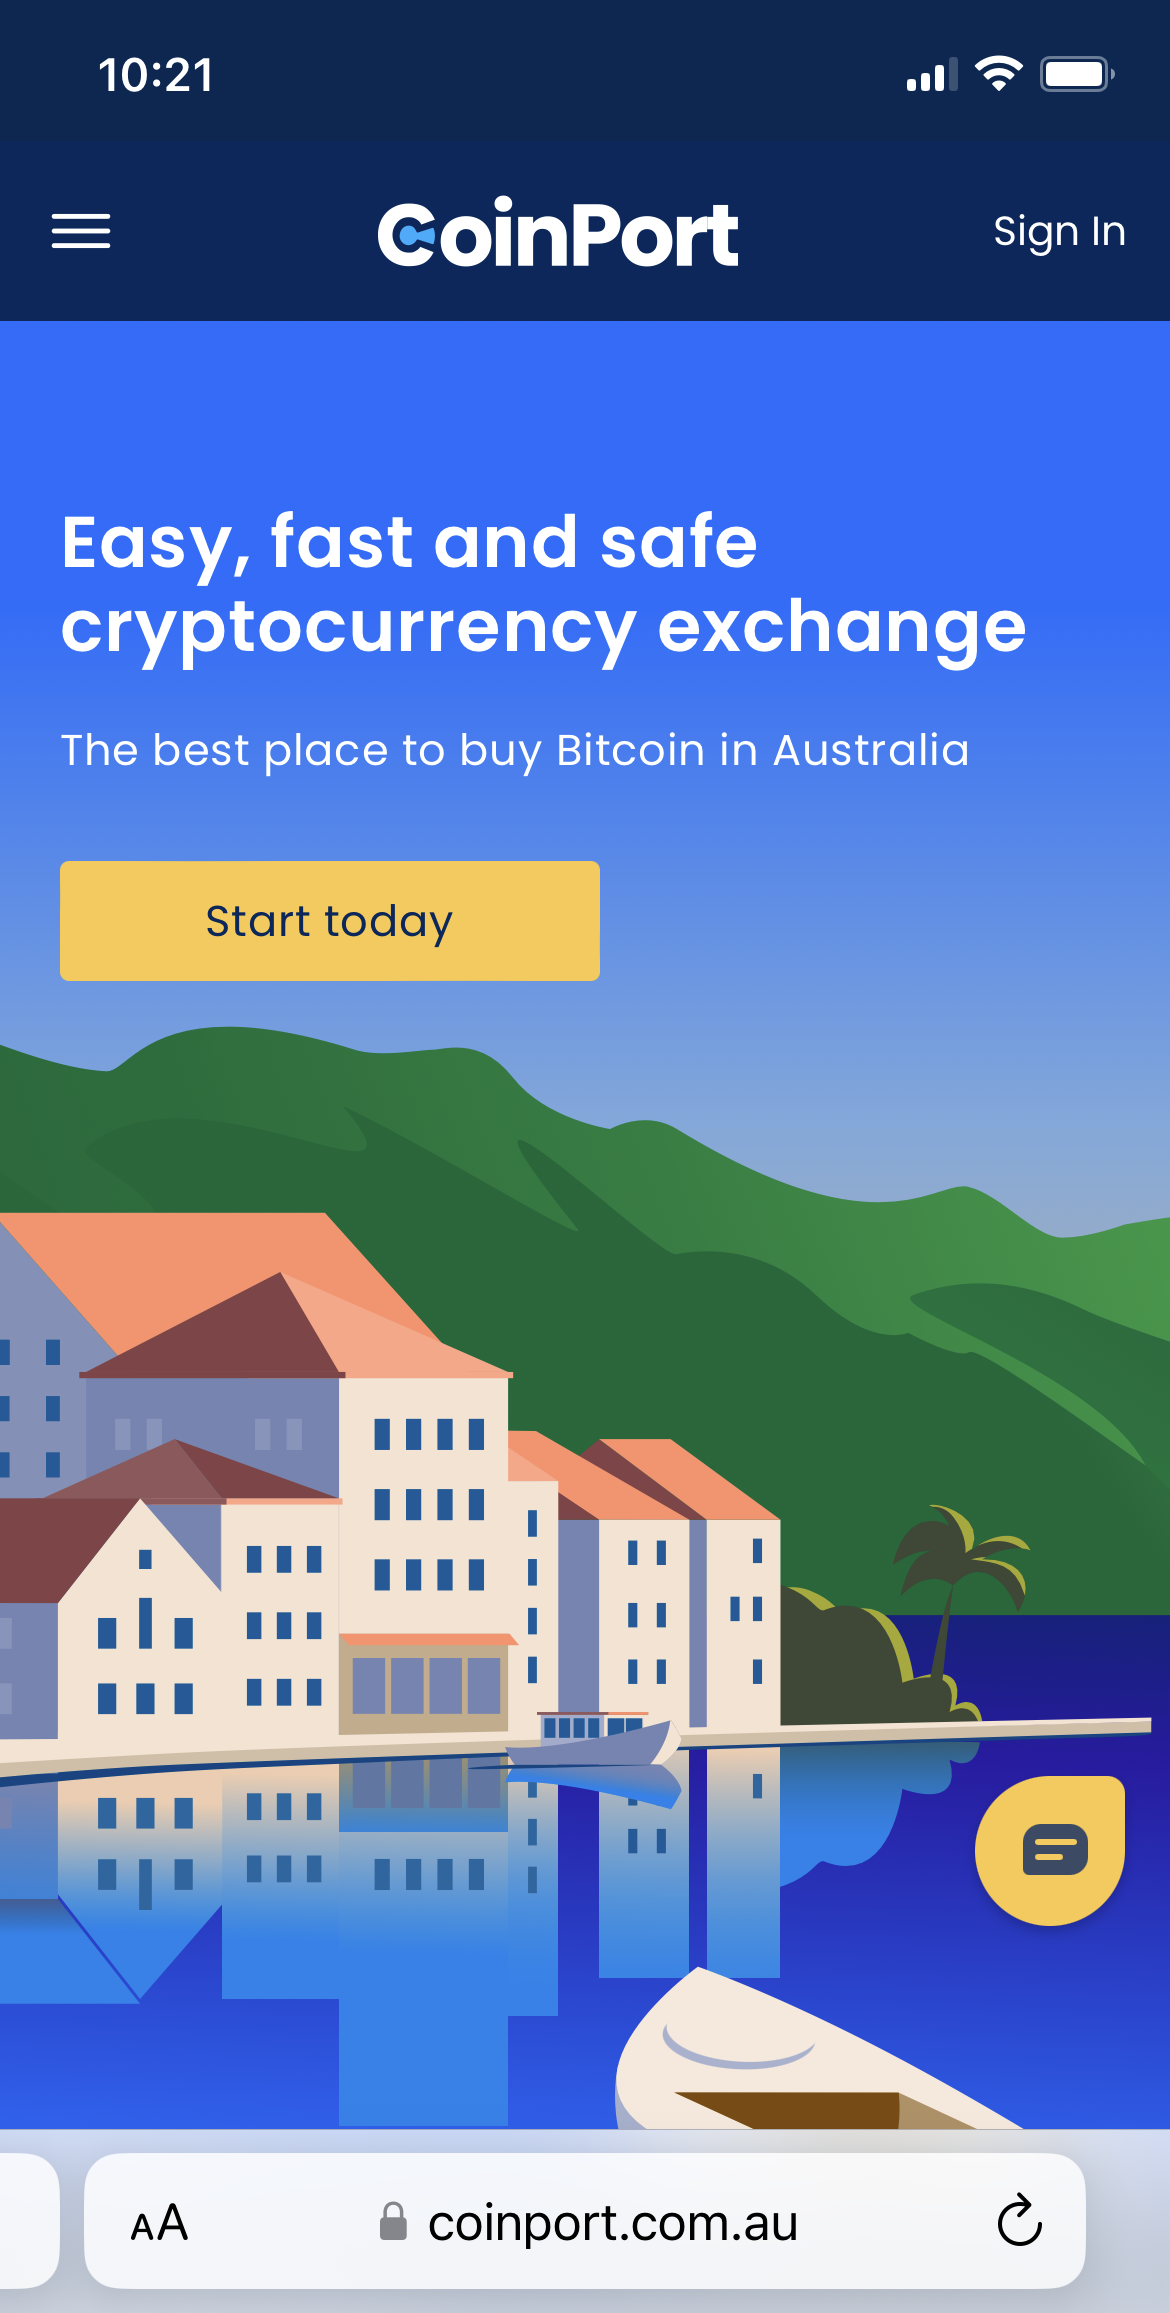 10:21
CoinPort
Sign In
Easy, fast and safe
cryptocurrency exchange
The best place to buy Bitcoin in Australia
Start today
AA
coinport.com.au